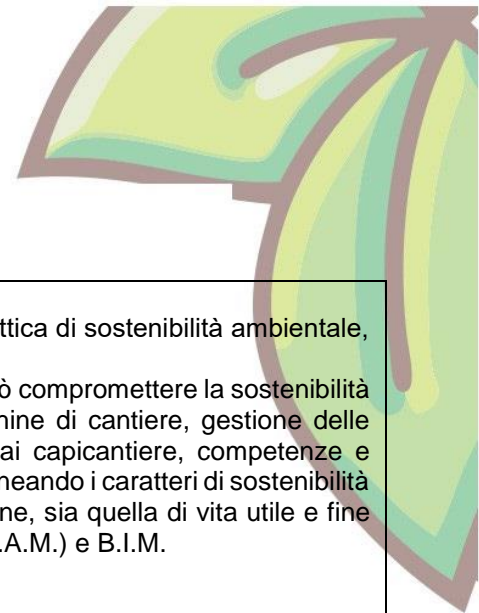 ttica di sostenibilità ambientale,
ò compromettere la sostenibilità
nine di cantiere, gestione delle
ai capicantiere, competenze e
neando i caratteri di sostenibilità
ne, sia quella di vita utile e fine
.A.M.) e B.I.M.